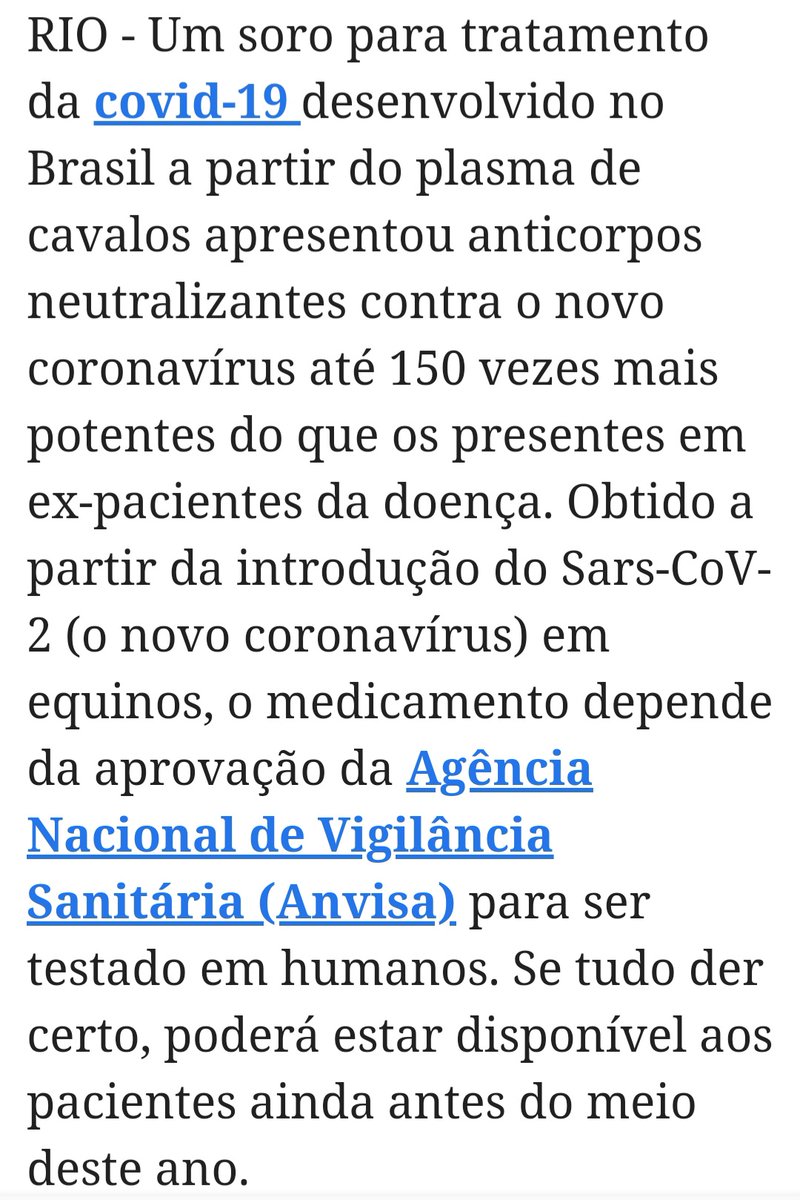 RIO - Um soro para tratamento
da covid-19 desenvolvido no
Brasil a partir do plasma de
cavalos apresentou anticorpos
neutralizantes contra o novo
coronavírus até 150 vezes mais
potentes do que os presentes em
ex-pacientes da doença. Obtido a
partir da introdução do Sars-CoV-
2 (o novo coronavírus) em
equinos, o medicamento depende
da aprovação da Agência
Nacional de Vigilância
Sanitária (Anvisa) para ser
testado em humanos. Se tudo der
certo, poderá estar disponível aos
pacientes ainda antes do meio
deste ano.